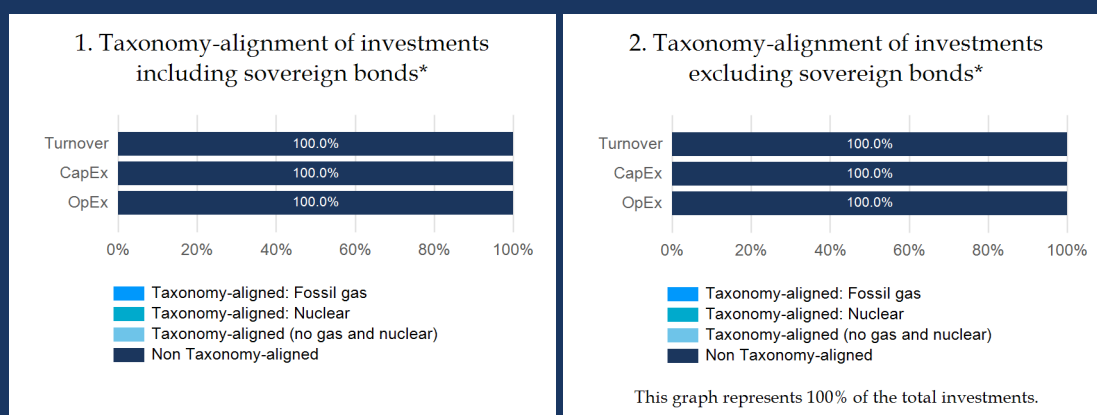 1. Taxonomy-alignment of investments
including sovereign bonds*
Turnover 100.0%
CapEx 100.0%
OpEx 100.0%
0% 20% 40% 60% 80% 100%
Taxonomy-aligned: Fossil gas
Taxonomy-aligned: Nuclear
Taxonomy-aligned (no gas and nuclear)
Non Taxonomy-aligned
2. Taxonomy-alignment of investments
excluding sovereign bonds*
Turnover 100.0%
CapEx 100.0%
OpEx 100.0%
0% 20% 40% 60% 80% 100%
Taxonomy-aligned: Fossil gas
Taxonomy-aligned: Nuclear
Taxonomy-aligned (no gas and nuclear)
Non Taxonomy-aligned
This graph represents 100% of the total investments.